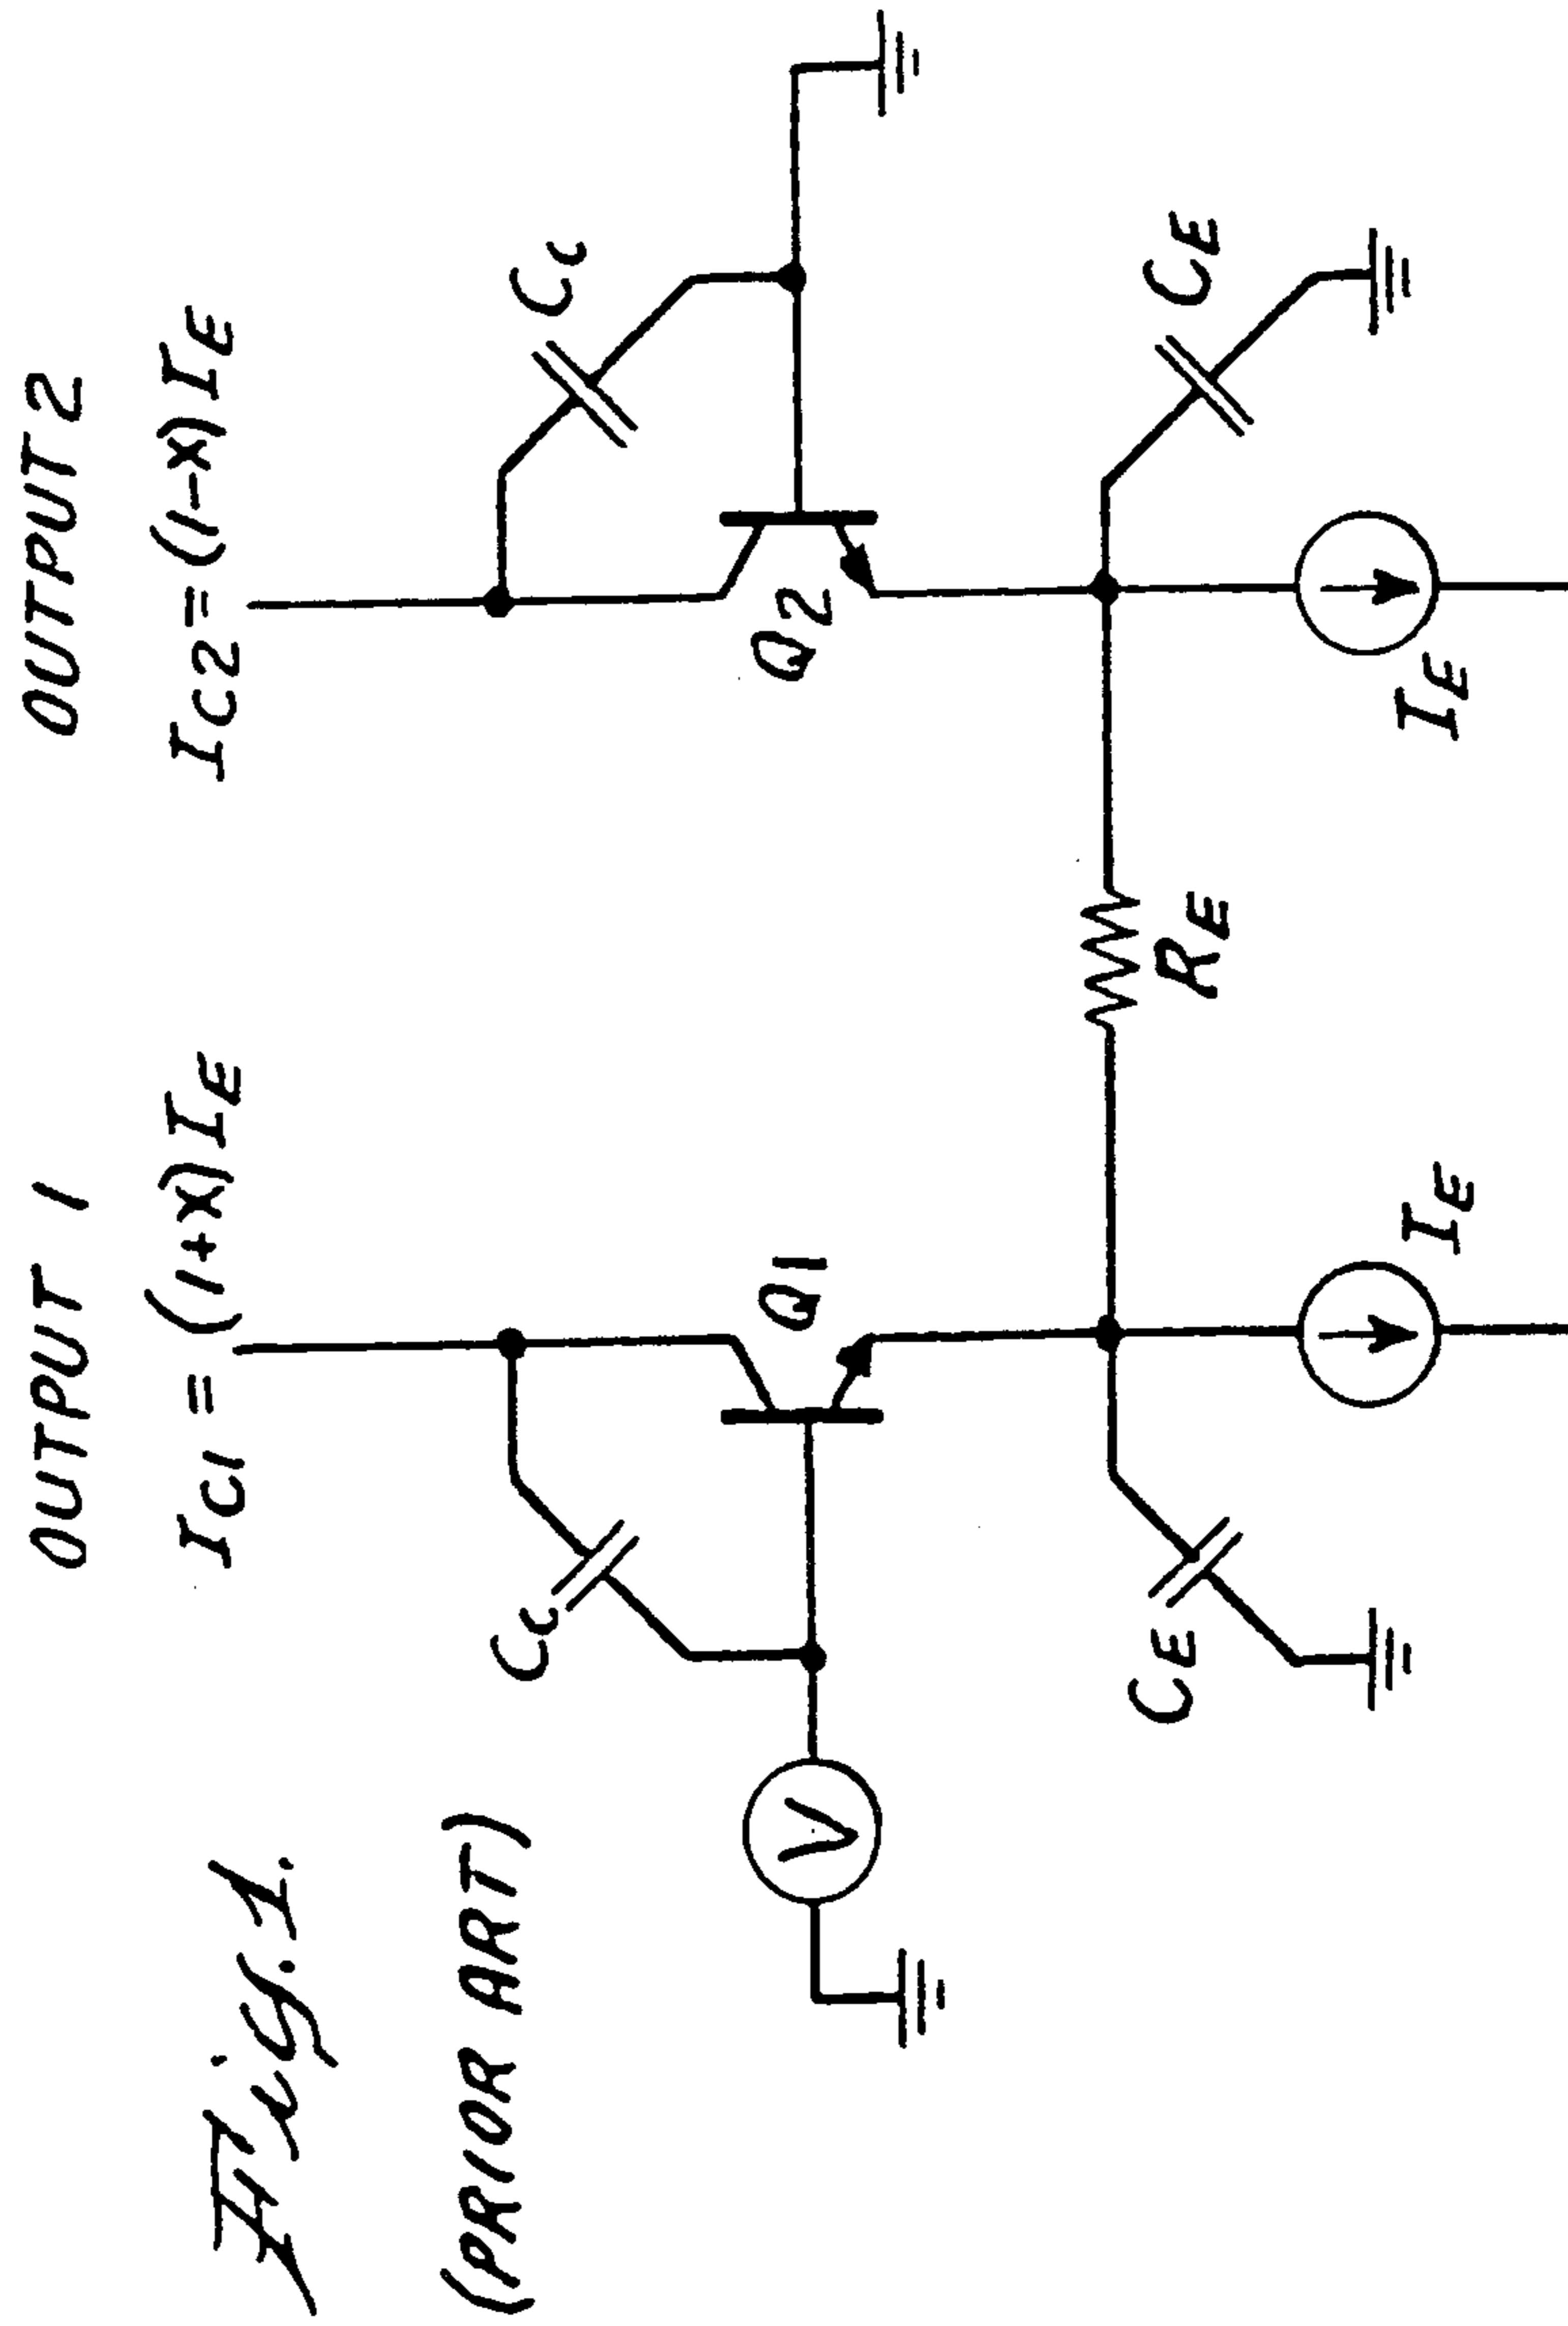 OUTPUT 1
OUTPUT 2
IC1 = (1+X)IE
IC2 = (1-X)IE
Fig. 1.
(PRIOR ART)
CC
CC
Q1
Q2
V
RE
CE
CE
IE
IE